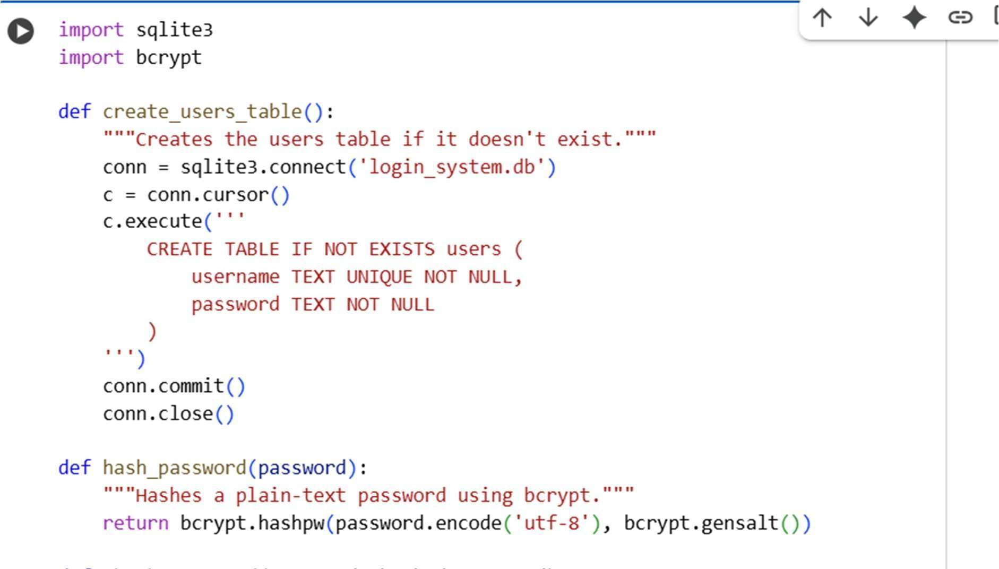 import sqlite3
import bcrypt
def create_users_table():
"""Creates the users table if it doesn't exist."""
conn = sqlite3.connect('login_system.db')
c = conn.cursor()
c.execute('''
CREATE TABLE IF NOT EXISTS users (
username TEXT UNIQUE NOT NULL,
password TEXT NOT NULL
)
''')
conn.commit()
conn.close()
def hash_password(password):
"""Hashes a plain-text password using bcrypt."""
return bcrypt.hashpw(password.encode('utf-8'), bcrypt.gensalt())